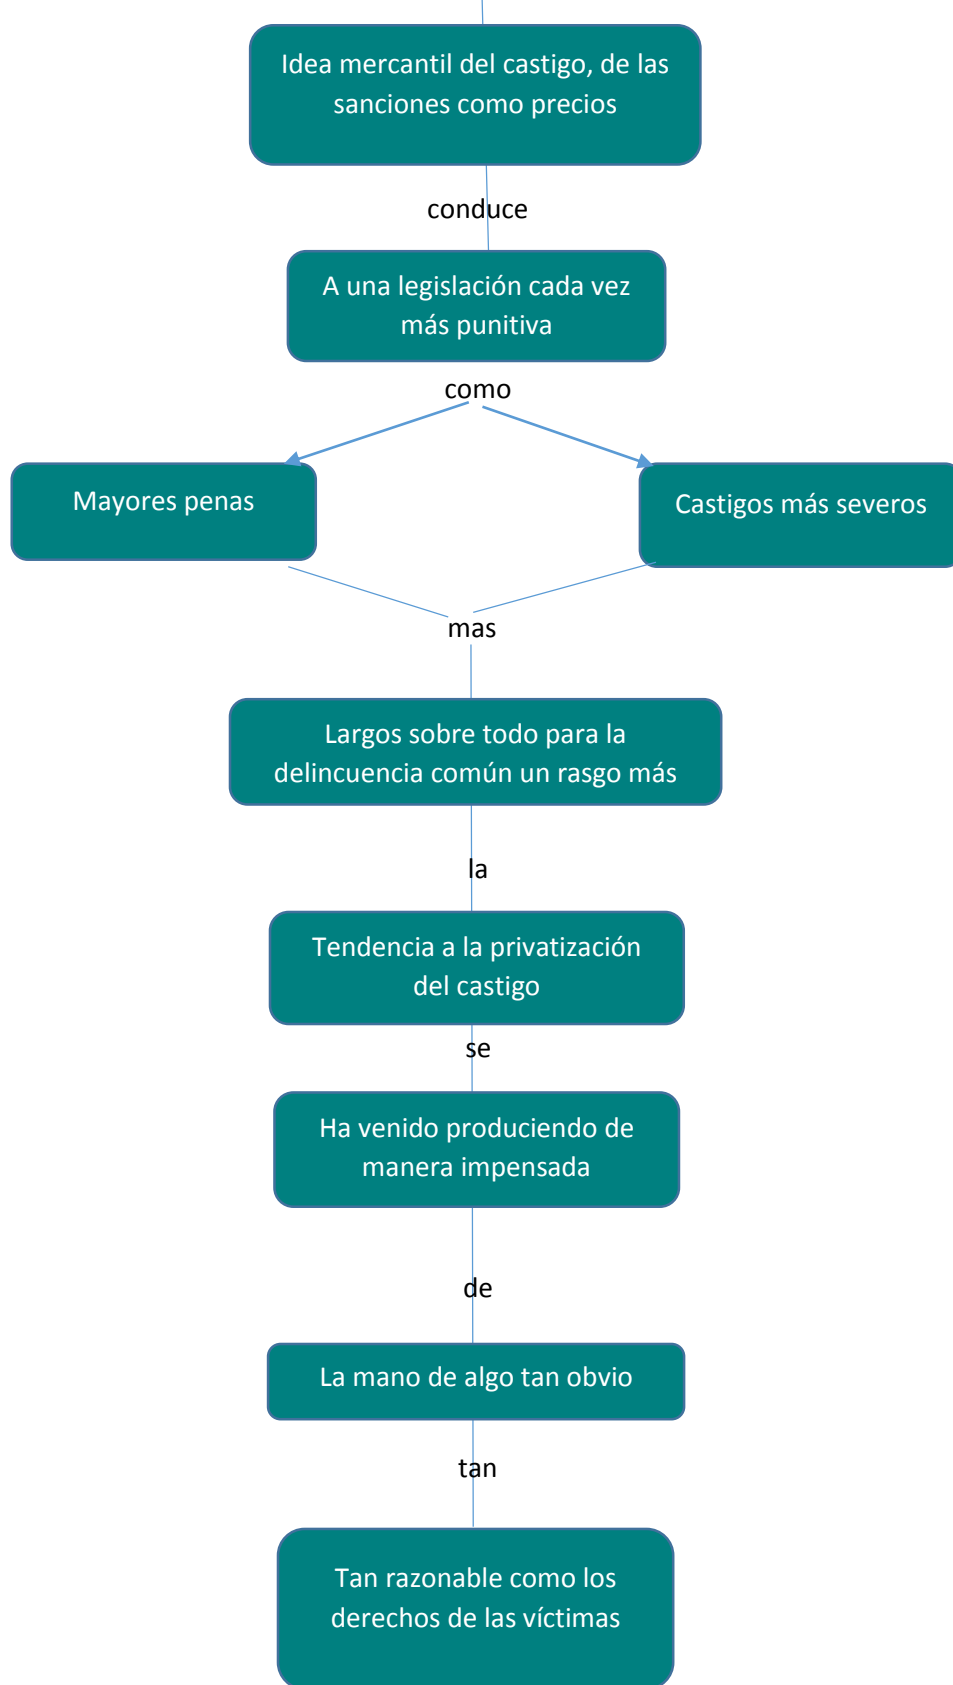 Idea mercantil del castigo, de las
sanciones como precios
conduce
A una legislación cada vez
más punitiva
como
Mayores penas
Castigos más severos
mas
Largos sobre todo para la
delincuencia común un rasgo más
la
Tendencia a la privatización
del castigo
se
Ha venido produciendo de
manera impensada
de
La mano de algo tan obvio
tan
Tan razonable como los
derechos de las víctimas